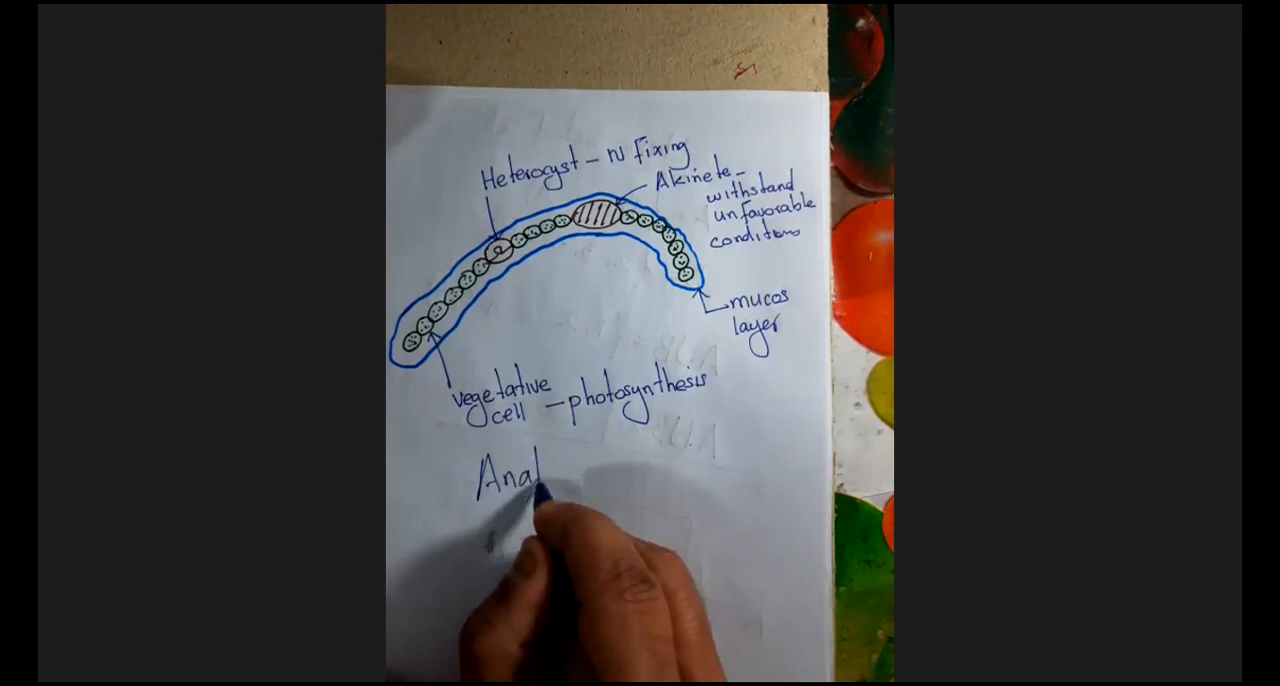 Heterocyst – N fixing
Akinete –
withstand
unfavorable
conditions
mucos
layer
vegetative
cell – photosynthesis
Anal